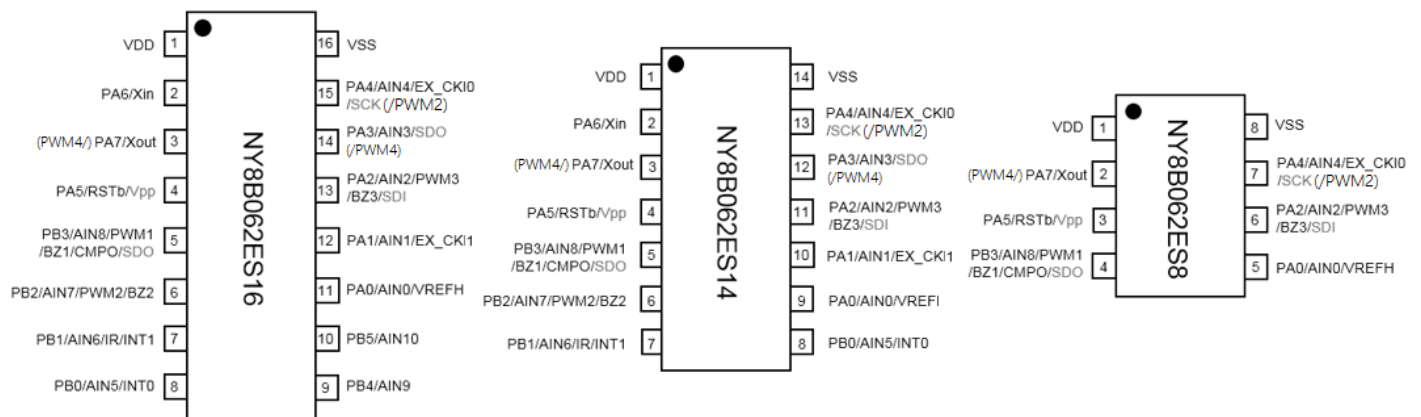 VDD 1
PA6/Xin 2
(PWM4/) PA7/Xout 3
PA5/RSTb/Vpp 4
PB3/AIN8/PWM1
/BZ1/CMPO/SDO 5
PB2/AIN7/PWM2/BZ2 6
PB1/AIN6/IR/INT1 7
PB0/AIN5/INT0 8
NY8B062ES16
16 VSS
15 PA4/AIN4/EX_CKI0
/SCK(/PWM2)
14 PA3/AIN3/SDO
(/PWM4)
13 PA2/AIN2/PWM3
/BZ3/SDI
12 PA1/AIN1/EX_CKI1
11 PA0/AIN0/VREFH
10 PB5/AIN10
9 PB4/AIN9
VDD 1
PA6/Xin 2
(PWM4/) PA7/Xout 3
PA5/RSTb/Vpp 4
PB3/AIN8/PWM1
/BZ1/CMPO/SDO 5
PB2/AIN7/PWM2/BZ2 6
PB1/AIN6/IR/INT1 7
NY8B062ES14
14 VSS
13 PA4/AIN4/EX_CKI0
/SCK(/PWM2)
12 PA3/AIN3/SDO
(/PWM4)
11 PA2/AIN2/PWM3
/BZ3/SDI
10 PA1/AIN1/EX_CKI1
9 PA0/AIN0/VREFI
8 PB0/AIN5/INT0
VDD 1
(PWM4/) PA7/Xout 2
PA5/RSTb/Vpp 3
PB3/AIN8/PWM1
/BZ1/CMPO/SDO 4
NY8B062ES8
8 VSS
7 PA4/AIN4/EX_CKI0
/SCK(/PWM2)
6 PA2/AIN2/PWM3
/BZ3/SDI
5 PA0/AIN0/VREFH